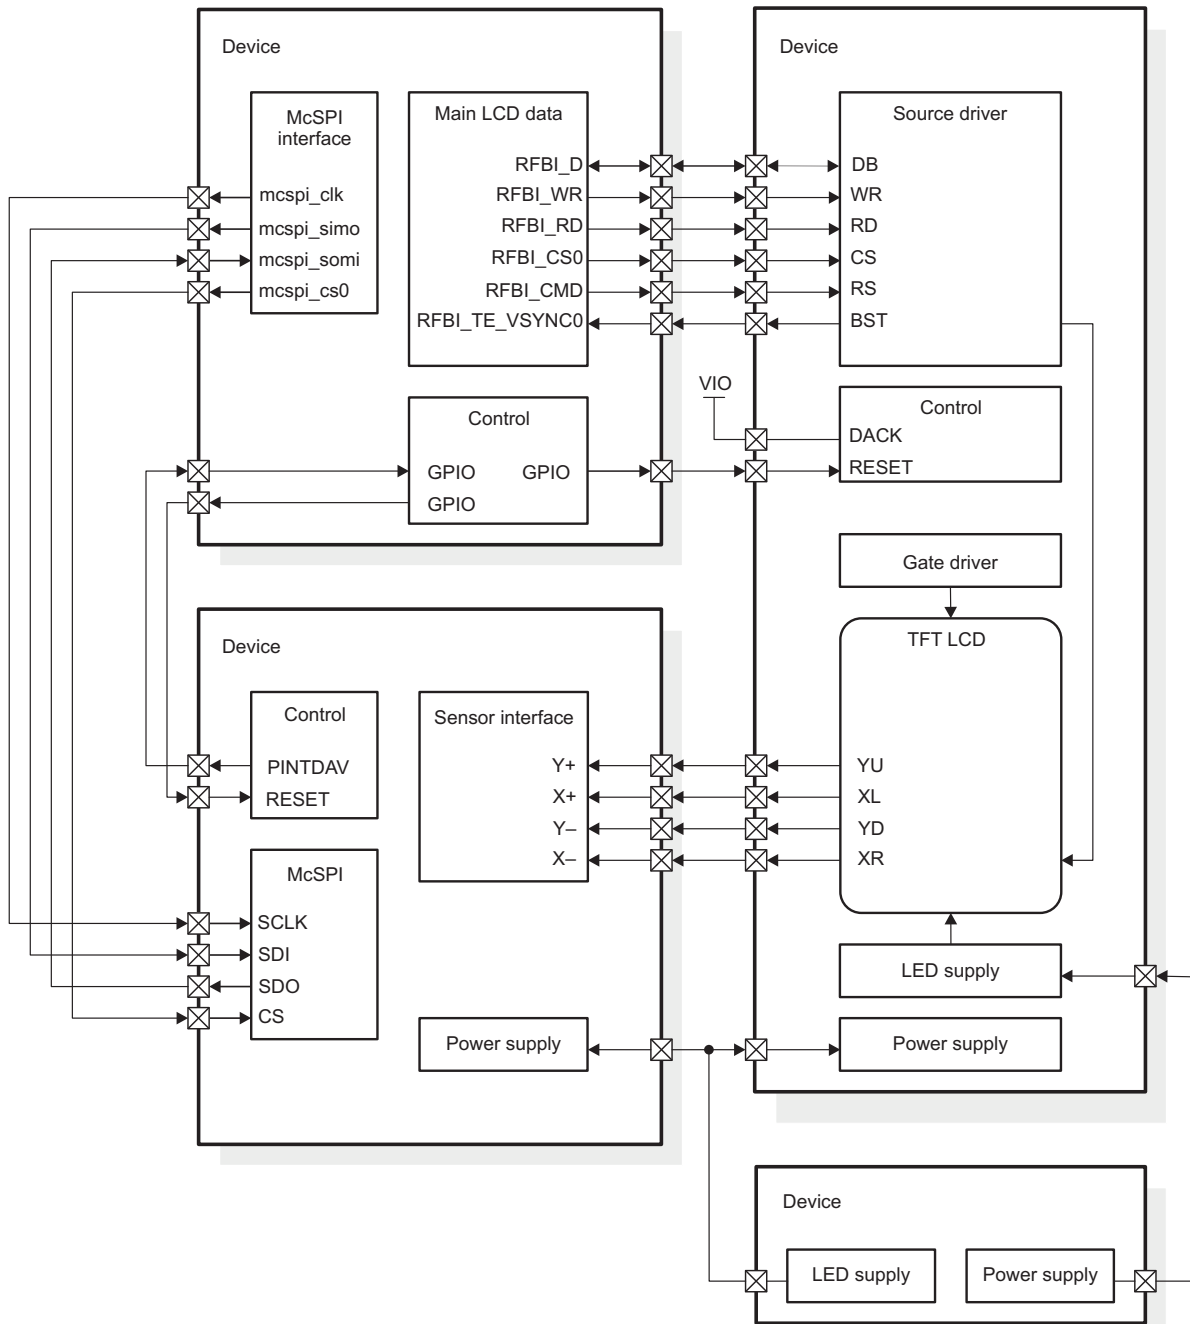 Device
McSPI
interface
mcspi_clk
mcspi_simo
mcspi_somi
mcspi_cs0
Main LCD data
RFBI_D
RFBI_WR
RFBI_RD
RFBI_CS0
RFBI_CMD
RFBI_TE_VSYNC0
Control
GPIO GPIO
GPIO
Device
Source driver
DB
WR
RD
CS
RS
BST
VIO
Control
DACK
RESET
Gate driver
TFT LCD
YU
XL
YD
XR
LED supply
Power supply
Device
Control
PINTDAV
RESET
Sensor interface
Y+
X+
Y–
X–
McSPI
SCLK
SDI
SDO
CS
Power supply
Device
LED supply
Power supply